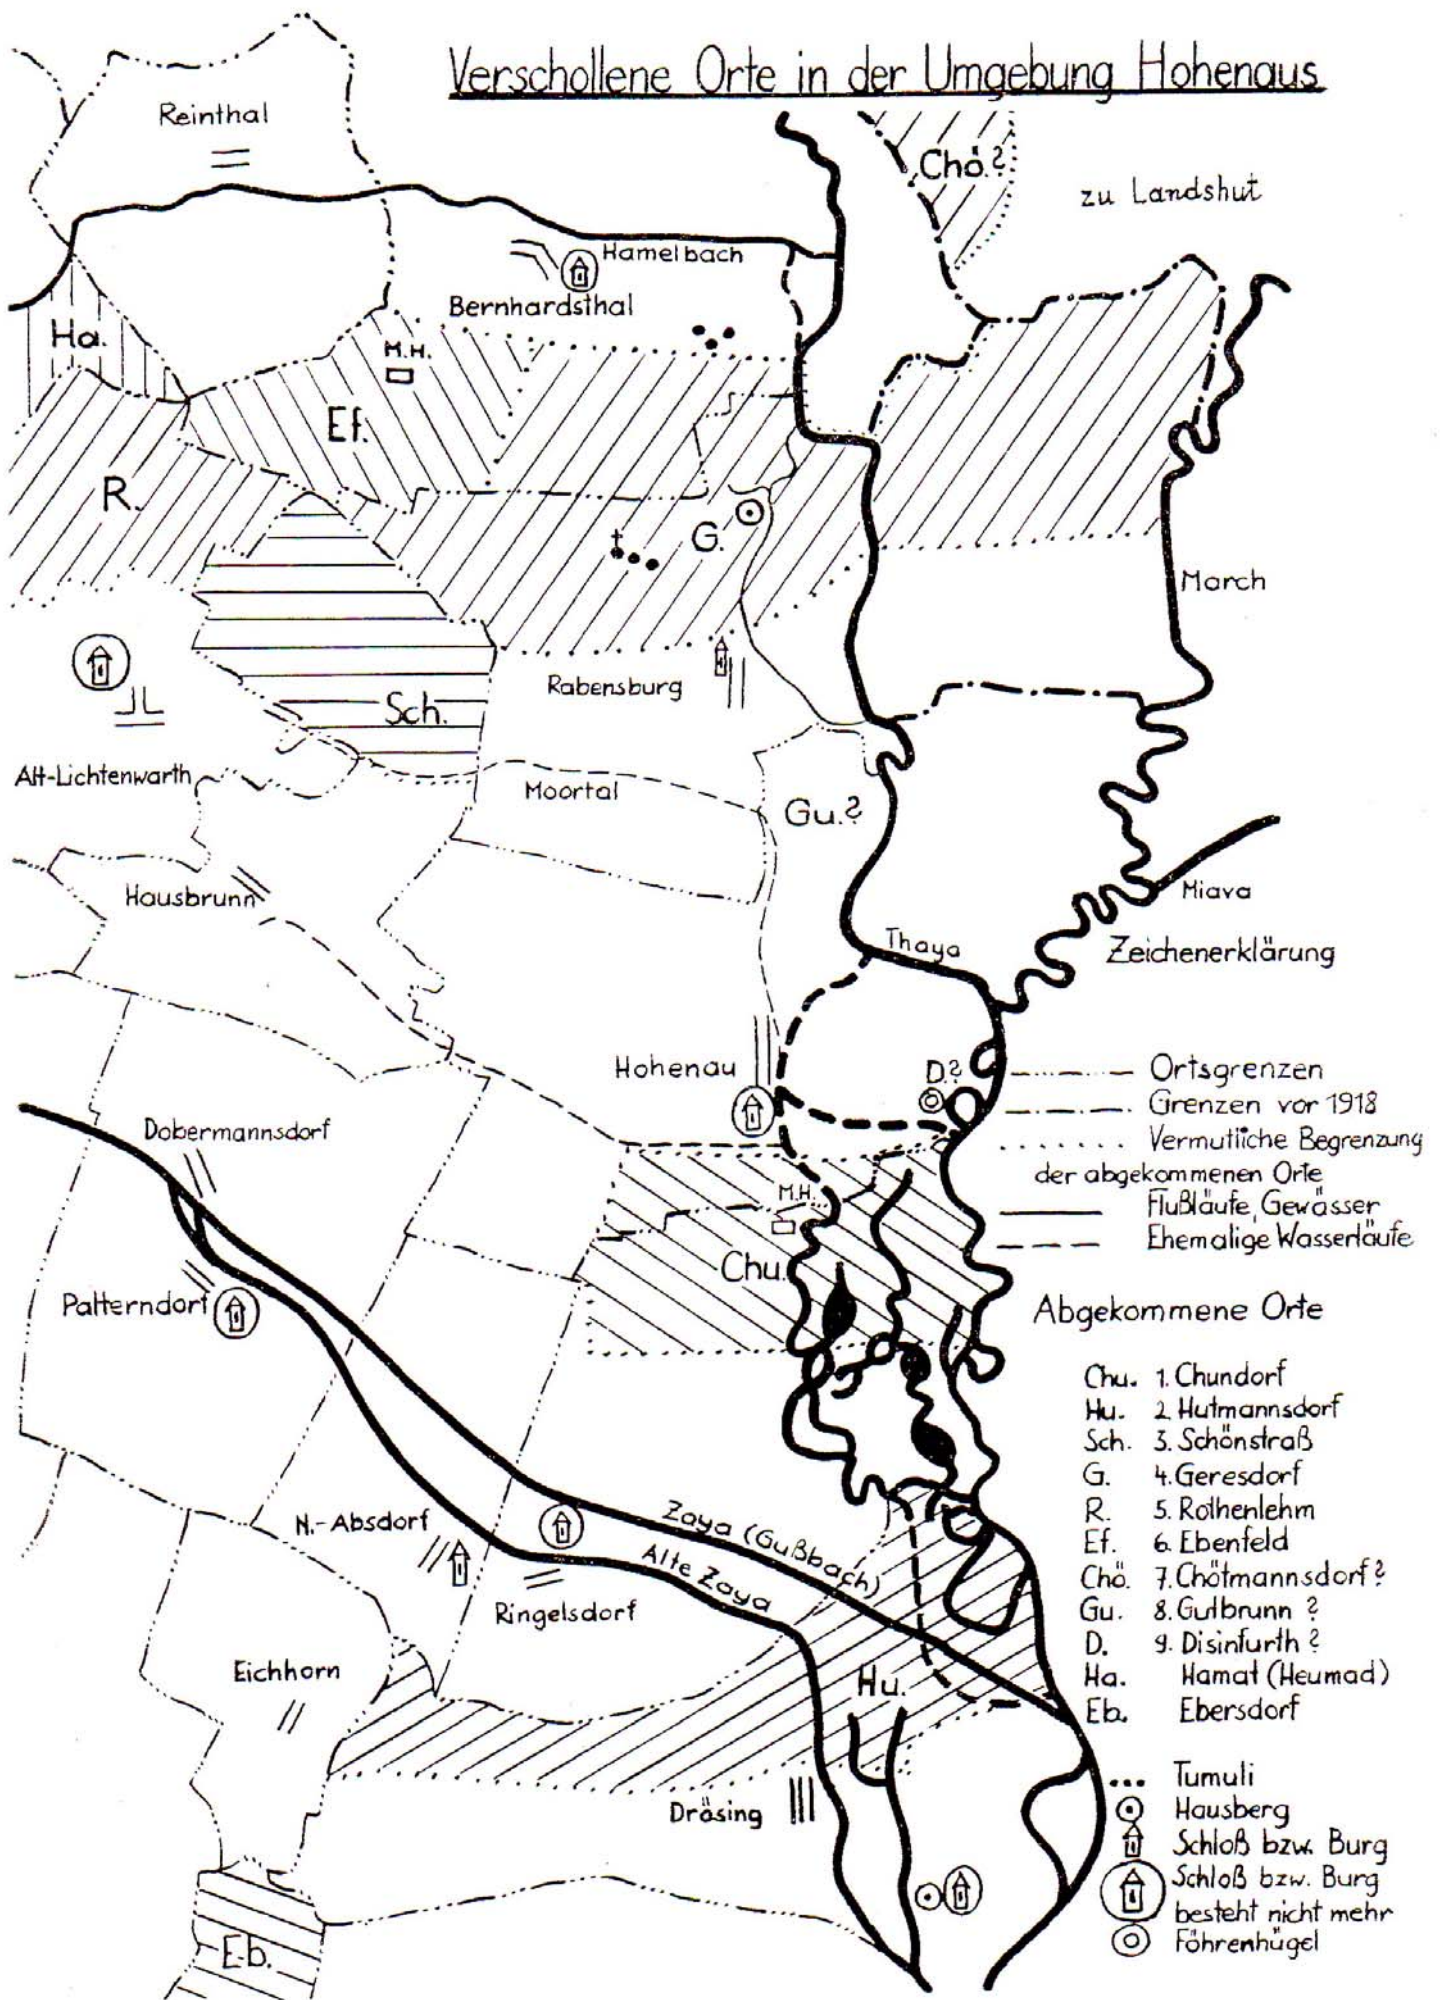 Verschollene Orte in der Umgebung Hohenaus
Reinthal
Chö.?
zu Landshut
Hamelbach
Bernhardsthal
Ha.
M.H.
Ef.
R.
G.
March
Rabensburg
Sch.
Alt-Lichtenwarth
Moortal
Gu.?
Hausbrunn
Miava
Thaya
Zeichenerklärung
Hohenau
D.?
Ortsgrenzen
Grenzen vor 1918
Vermutliche Begrenzung
der abgekommenen Orte
Flußläufe, Gewässer
Ehemalige Wasserläufe
Dobermannsdorf
M.H.
Chu.
Palterndorf
Abgekommene Orte
Chu. 1. Chundorf
Hu. 2. Hutmannsdorf
Sch. 3. Schönstraß
G. 4. Geresdorf
R. 5. Rothenlehm
Ef. 6. Ebenfeld
Chö. 7. Chötmannsdorf?
Gu. 8. Gutbrunn ?
D. 9. Disinfurth ?
Ha. Hamat (Heumad)
Eb. Ebersdorf
N.-Absdorf
Zaya (Gußbach)
Alte Zaya
Ringelsdorf
Eichhorn
Hu.
Drösing
Tumuli
Hausberg
Schloß bzw. Burg
Schloß bzw. Burg
besteht nicht mehr
Föhrenhügel
Eb.